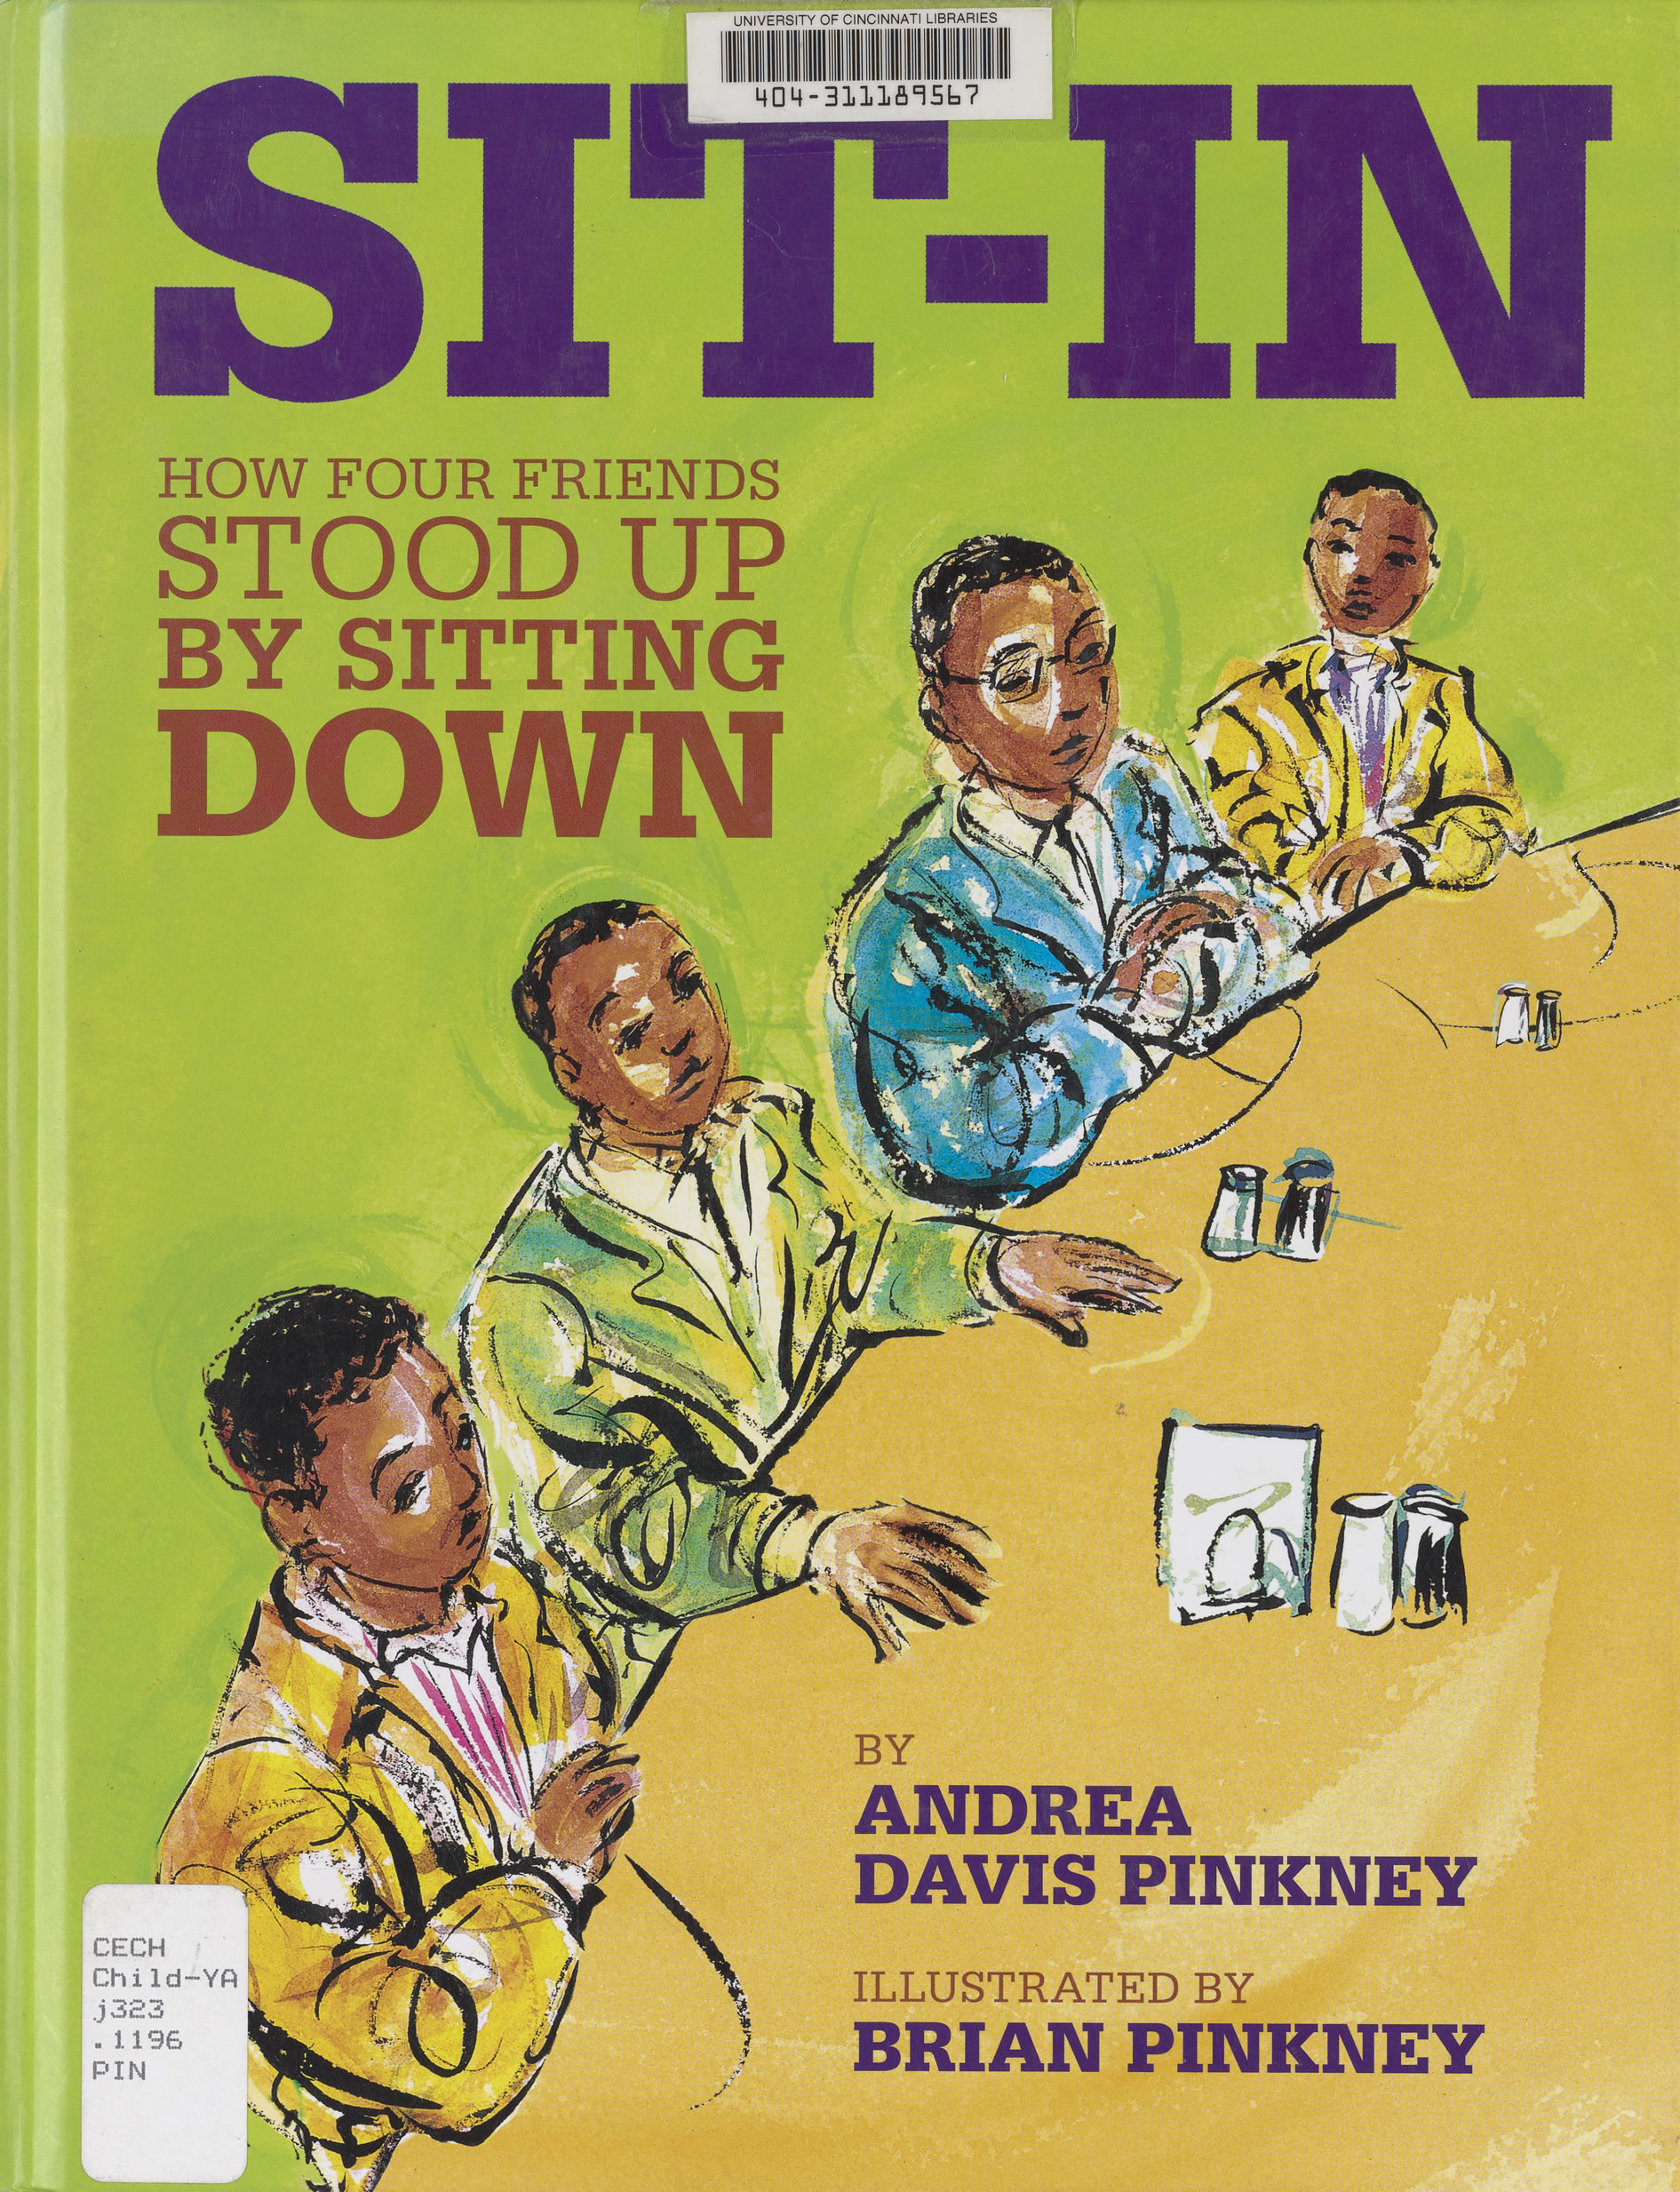 UNIVERSITY OF CINCINNATI LIBRARIES
404-311189567
SIT-IN
HOW FOUR FRIENDS
STOOD UP
BY SITTING
DOWN
BY
ANDREA
DAVIS PINKNEY
ILLUSTRATED BY
BRIAN PINKNEY
CECH
Child-YA
j323
.1196
PIN